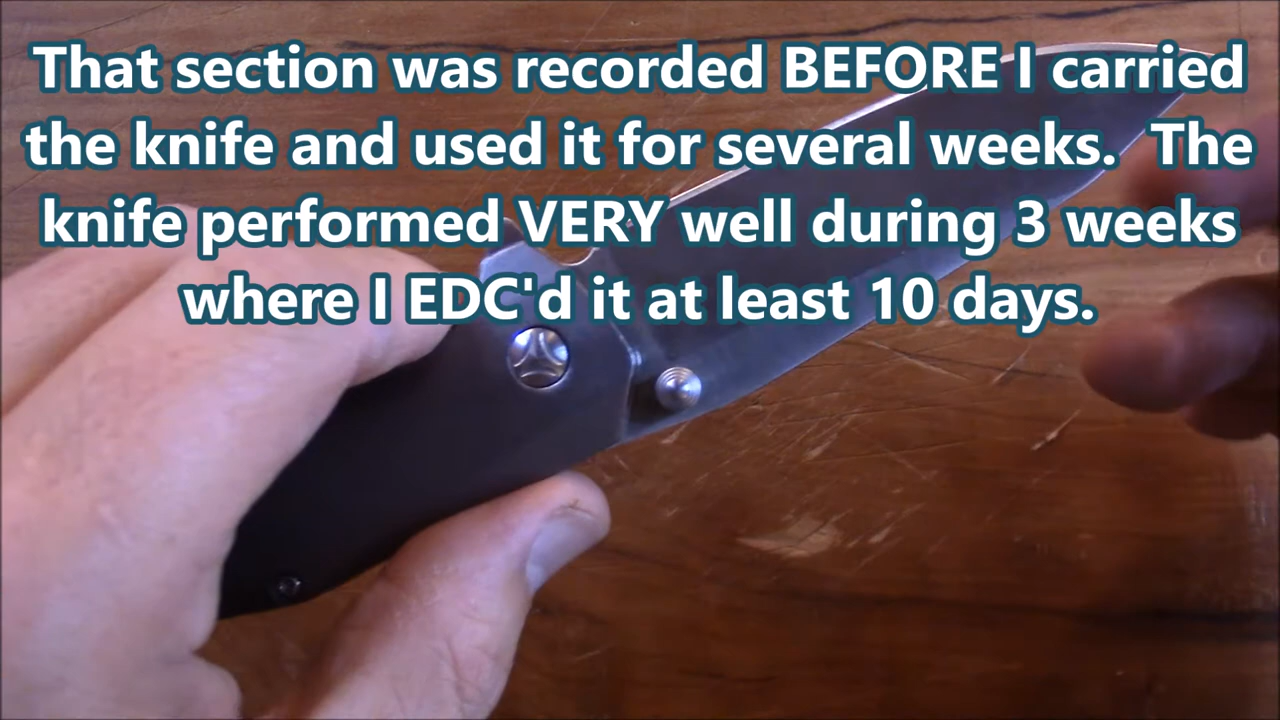 That section was recorded BEFORE I carried
the knife and used it for several weeks.  The
knife performed VERY well during 3 weeks
where I EDC'd it at least 10 days.